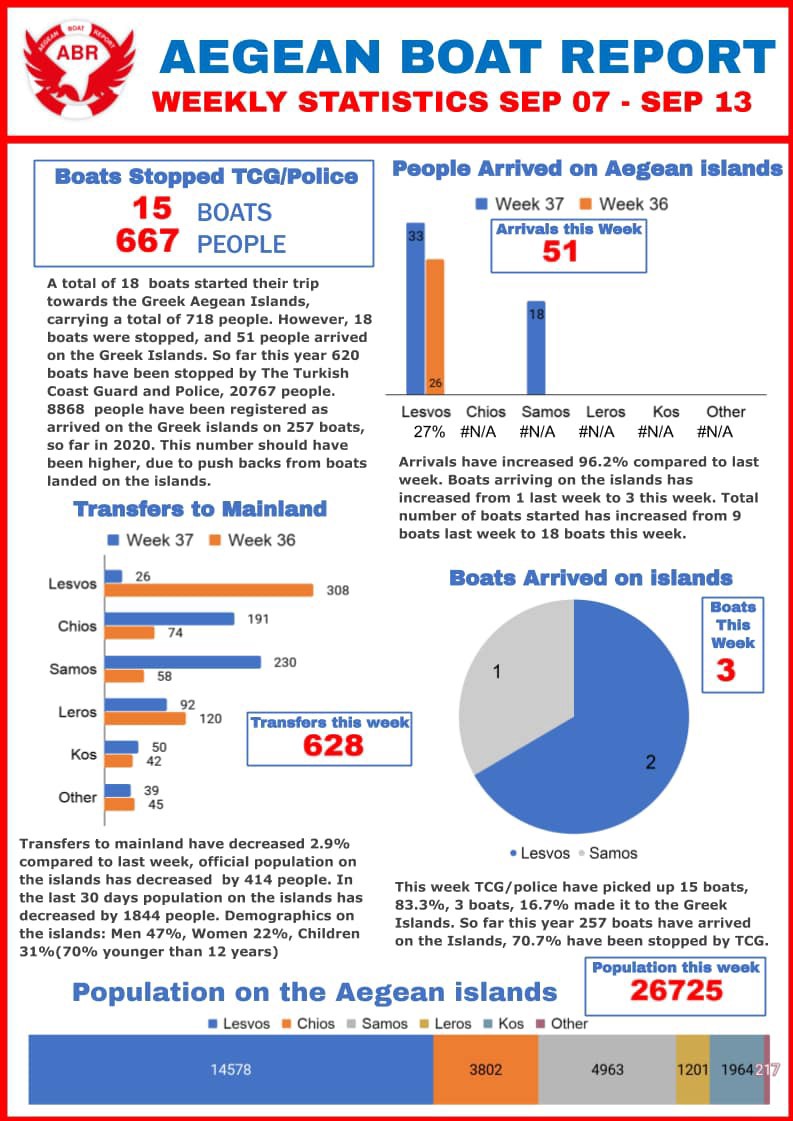 AEGEAN BOAT REPORT
ABR
AEGEAN BOAT REPORT
WEEKLY STATISTICS SEP 07 - SEP 13
Boats Stopped TCG/Police
15 BOATS
667 PEOPLE
A total of 18 boats started their trip
towards the Greek Aegean Islands,
carrying a total of 718 people. However, 18
boats were stopped, and 51 people arrived
on the Greek Islands. So far this year 620
boats have been stopped by The Turkish
Coast Guard and Police, 20767 people.
8868 people have been registered as
arrived on the Greek islands on 257 boats,
so far in 2020. This number should have
been higher, due to push backs from boats
landed on the islands.
People Arrived on Aegean islands
Week 37 Week 36
Arrivals this Week
51
33
26
18
Lesvos Chios Samos Leros Kos Other
27% #N/A #N/A #N/A #N/A #N/A
Arrivals have increased 96.2% compared to last
week. Boats arriving on the islands has
increased from 1 last week to 3 this week. Total
number of boats started has increased from 9
boats last week to 18 boats this week.
Transfers to Mainland
Week 37 Week 36
Lesvos 26
308
Chios 191
74
Samos 230
58
Leros 92
120
Kos 50
42
Other 39
45
Transfers this week
628
Transfers to mainland have decreased 2.9%
compared to last week, official population on
the islands has decreased by 414 people. In
the last 30 days population on the islands has
decreased by 1844 people. Demographics on
the islands: Men 47%, Women 22%, Children
31%(70% younger than 12 years)
Boats Arrived on islands
Boats
This
Week
3
1
2
Lesvos Samos
This week TCG/police have picked up 15 boats,
83.3%, 3 boats, 16.7% made it to the Greek
Islands. So far this year 257 boats have arrived
on the Islands, 70.7% have been stopped by TCG.
Population on the Aegean islands
Population this week
26725
Lesvos Chios Samos Leros Kos Other
14578 3802 4963 1201 1964 217